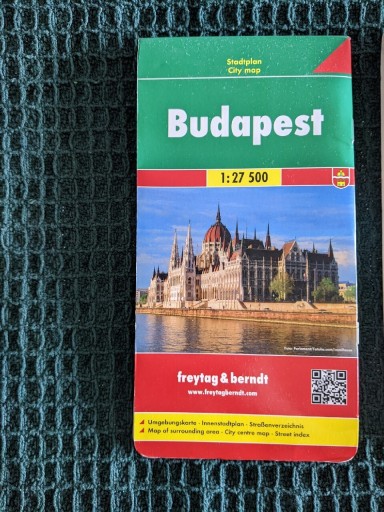 Stadtplan
City map
Budapest
1:27 500
freytag & berndt
www.freytagberndt.com
Umgebungskarte - Innenstadtplan - Straßenverzeichnis
Map of surrounding area - City centre map - Street index